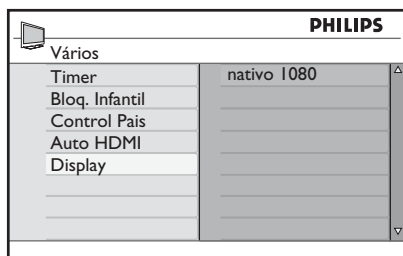 PHILIPS
Vários
Timer
nativo 1080
Bloq. Infantil
Control Pais
Auto HDMI
Display